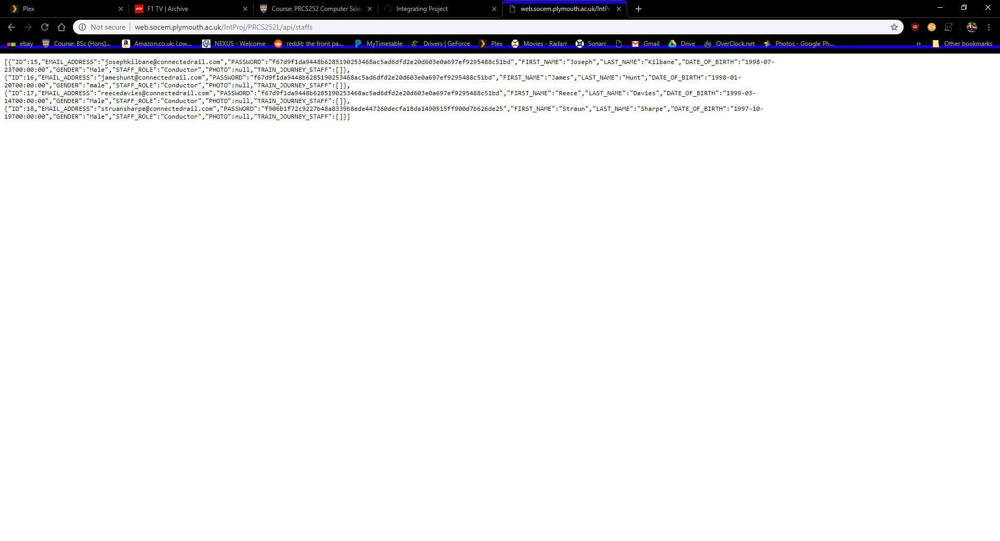 Plex
F1 TV | Archive
Course: PRCS252 Computer Scien
Integrating Project
web.socem.plymouth.ac.uk/IntPro
Not secure
web.socem.plymouth.ac.uk/IntProj/PRCS252L/api/staffs
ebay
Course: BSc (Hons)...
Amazon.co.uk: Low...
NEXUS - Welcome
reddit: the front pa...
MyTimetable
Drivers | GeForce
Plex
Movies - Radarr
Sonarr
Gmail
Drive
OverClock.net
Photos - Google Ph...
»
Other bookmarks
[{"ID":15,"EMAIL_ADDRESS":"josephkilbane@connectedrail.com","PASSWORD":"f67d9f1da9448b6285190253468ac5ad6dfd2e20d603e0a697ef9295488c51bd","FIRST_NAME":"Joseph","LAST_NAME":"Kilbane","DATE_OF_BIRTH":"1998-07-
23T00:00:00","GENDER":"Male","STAFF_ROLE":"Conductor","PHOTO":null,"TRAIN_JOURNEY_STAFF":[]},
{"ID":16,"EMAIL_ADDRESS":"jameshunt@connectedrail.com","PASSWORD":"f67d9f1da9448b6285190253468ac5ad6dfd2e20d603e0a697ef9295488c51bd","FIRST_NAME":"James","LAST_NAME":"Hunt","DATE_OF_BIRTH":"1998-01-
20T00:00:00","GENDER":"male","STAFF_ROLE":"Conductor","PHOTO":null,"TRAIN_JOURNEY_STAFF":[]},
{"ID":17,"EMAIL_ADDRESS":"reecedavies@connectedrail.com","PASSWORD":"f67d9f1da9448b6285190253468ac5ad6dfd2e20d603e0a697ef9295488c51bd","FIRST_NAME":"Reece","LAST_NAME":"Davies","DATE_OF_BIRTH":"1999-03-
14T00:00:00","GENDER":"Male","STAFF_ROLE":"Conductor","PHOTO":null,"TRAIN_JOURNEY_STAFF":[]},
{"ID":18,"EMAIL_ADDRESS":"struansharpe@connectedrail.com","PASSWORD":"f906b1f72c9227b48a8339b8ede447260decfa18da1490515ff900d7b626de25","FIRST_NAME":"Straun","LAST_NAME":"Sharpe","DATE_OF_BIRTH":"1997-10-
19T00:00:00","GENDER":"Male","STAFF_ROLE":"Conductor","PHOTO":null,"TRAIN_JOURNEY_STAFF":[]}]